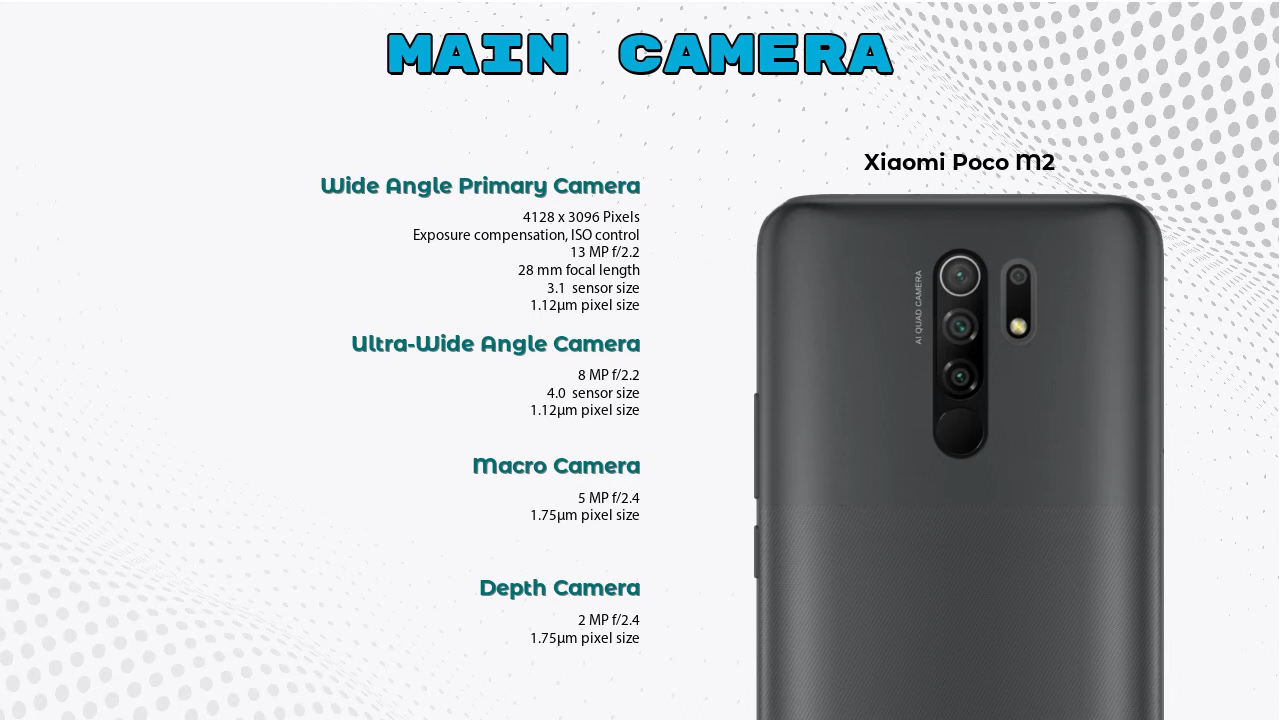 MAIN CAMERA
Xiaomi Poco M2
Wide Angle Primary Camera
4128 x 3096 Pixels
Exposure compensation, ISO control
13 MP f/2.2
28 mm focal length
3.1 sensor size
1.12µm pixel size
Ultra-Wide Angle Camera
8 MP f/2.2
4.0 sensor size
1.12µm pixel size
Macro Camera
5 MP f/2.4
1.75µm pixel size
Depth Camera
2 MP f/2.4
1.75µm pixel size
AI QUAD CAMERA